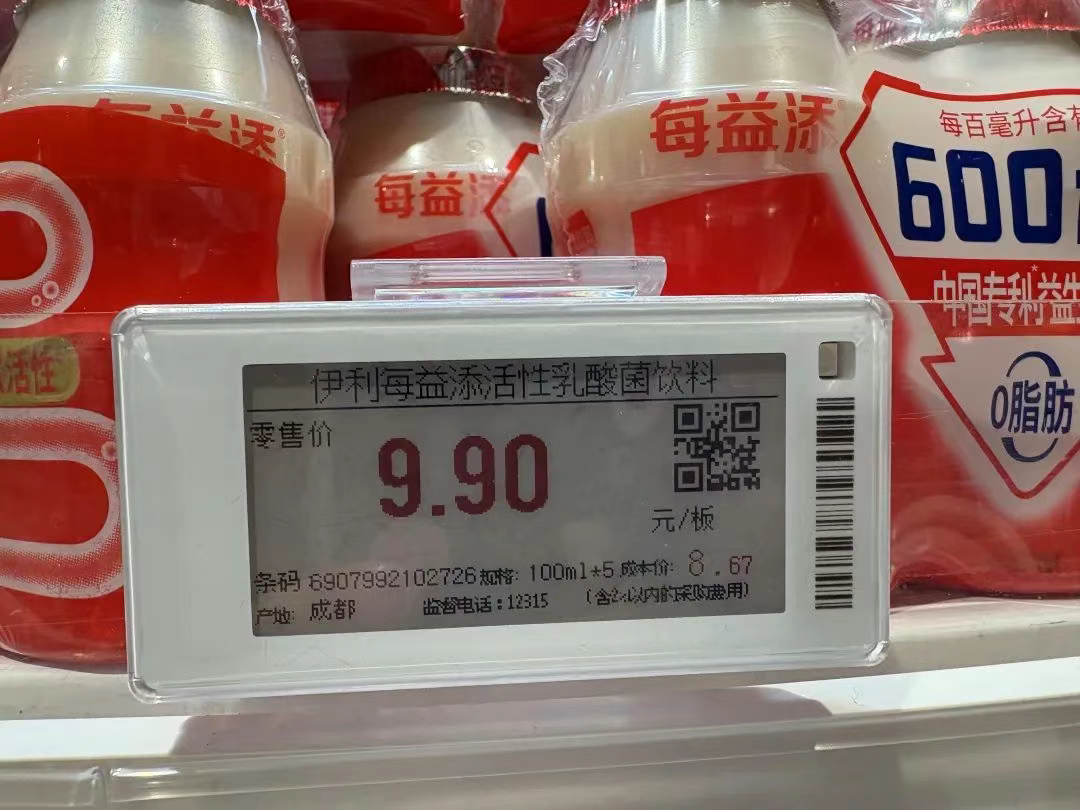 每益添
每益添
每益添
每百毫升含有
600
中国专利益生
0脂肪
活性
伊利每益添活性乳酸菌饮料
零售价
9.90
元/板
条码 6907992102726 规格: 100ml*5 成本价: 8.67
产地: 成都 监督电话:12315 (含2%以内的采购费用)